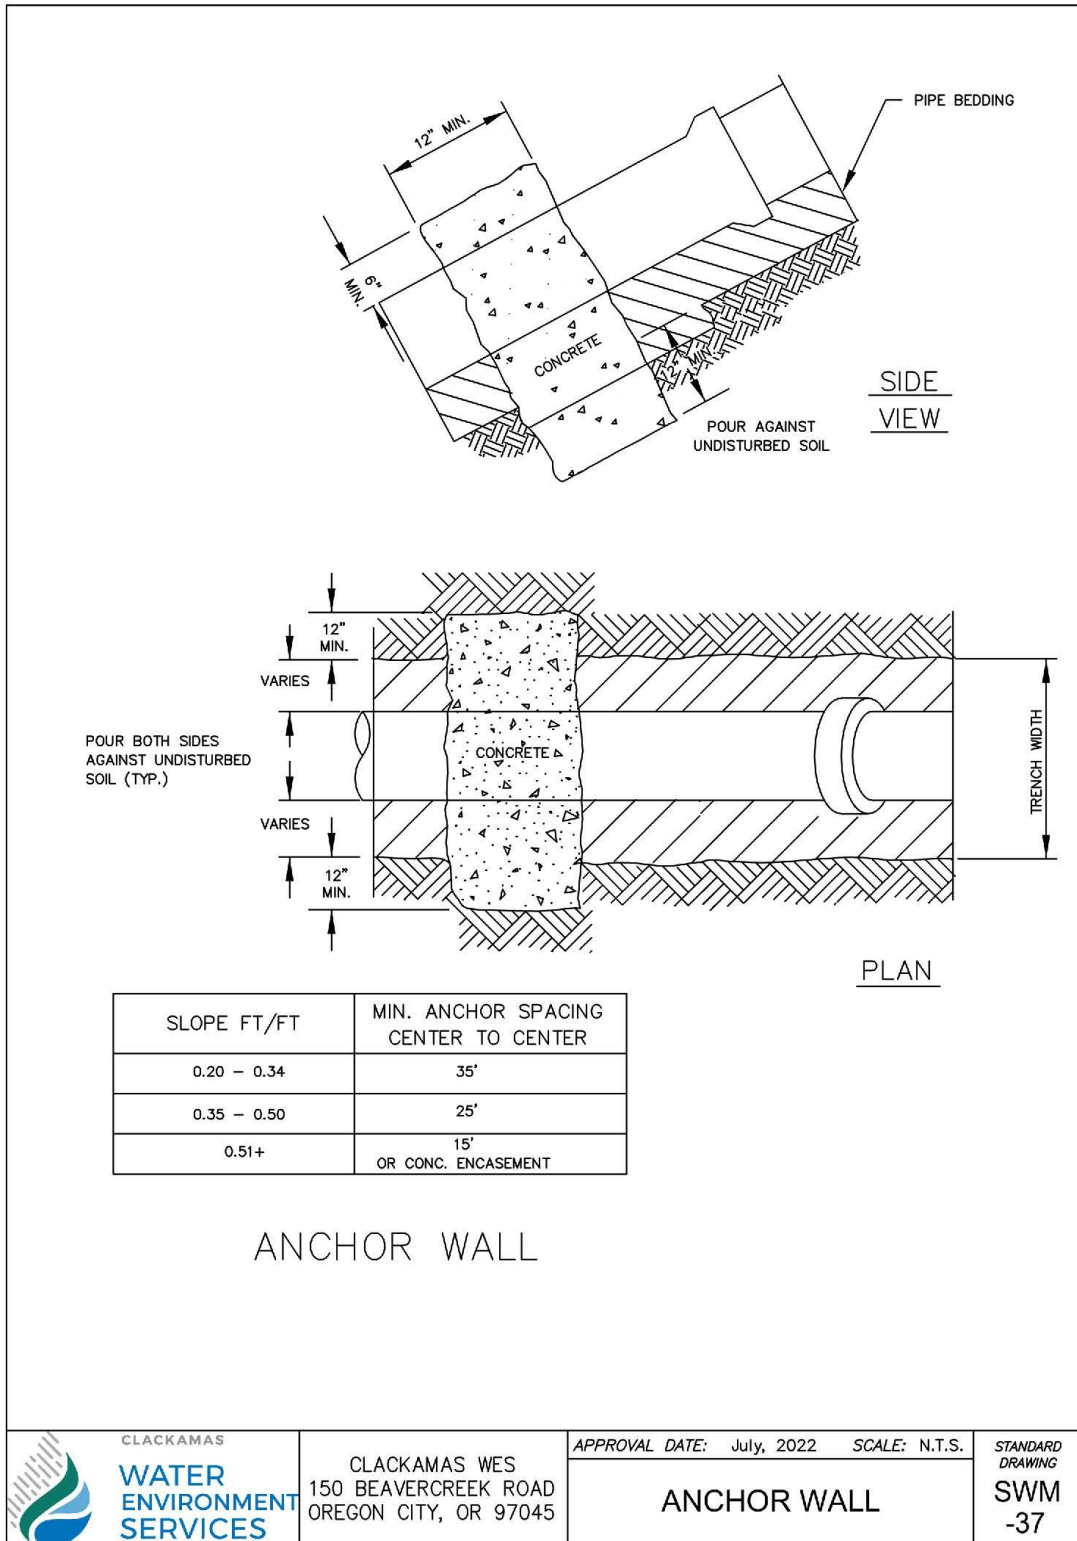 PIPE BEDDING
12" MIN.
6"
MIN.
CONCRETE
12" MIN.
SIDE
VIEW
POUR AGAINST
UNDISTURBED SOIL
12"
MIN.
VARIES
POUR BOTH SIDES
AGAINST UNDISTURBED
SOIL (TYP.)
CONCRETE
TRENCH WIDTH
VARIES
12"
MIN.
PLAN
SLOPE FT/FT
MIN. ANCHOR SPACING
CENTER TO CENTER
0.20 – 0.34
35'
0.35 – 0.50
25'
0.51+
15'
OR CONC. ENCASEMENT
ANCHOR WALL
CLACKAMAS
WATER
ENVIRONMENT
SERVICES
CLACKAMAS WES
150 BEAVERCREEK ROAD
OREGON CITY, OR 97045
APPROVAL DATE: July, 2022 SCALE: N.T.S.
ANCHOR WALL
STANDARD
DRAWING
SWM
-37